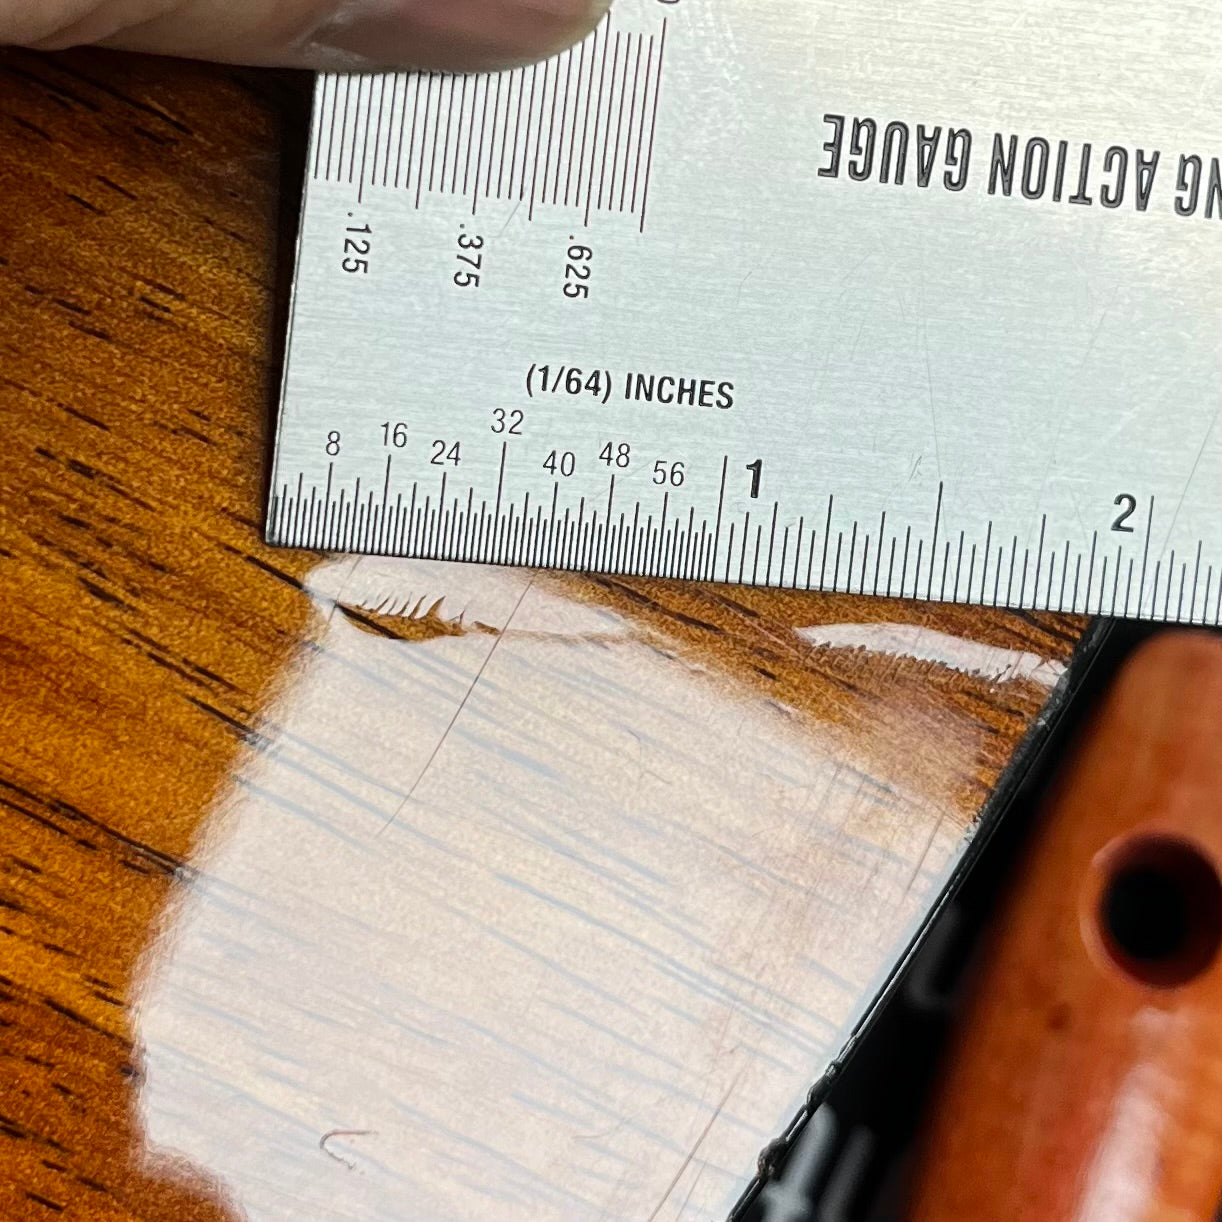 NG ACTION GAUGE
.125
.375
.625
(1/64) INCHES
8 16 24 32 40 48 56 1 2